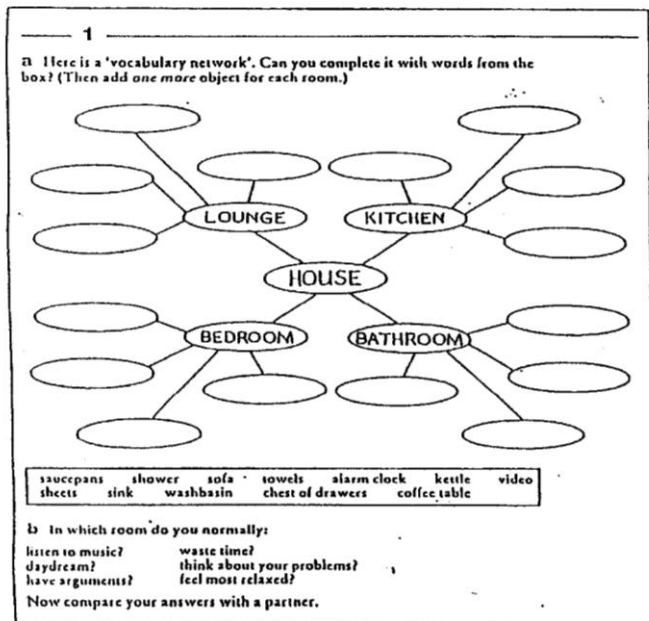 1
a Here is a 'vocabulary network'. Can you complete it with words from the
box? (Then add one more object for each room.)
LOUNGE KITCHEN
HOUSE
BEDROOM BATHROOM
saucepans shower sofa towels alarm clock kettle video
sheets sink washbasin chest of drawers coffee table
b In which room do you normally:
listen to music? waste time?
daydream? think about your problems?
have arguments? feel most relaxed?
Now compare your answers with a partner.